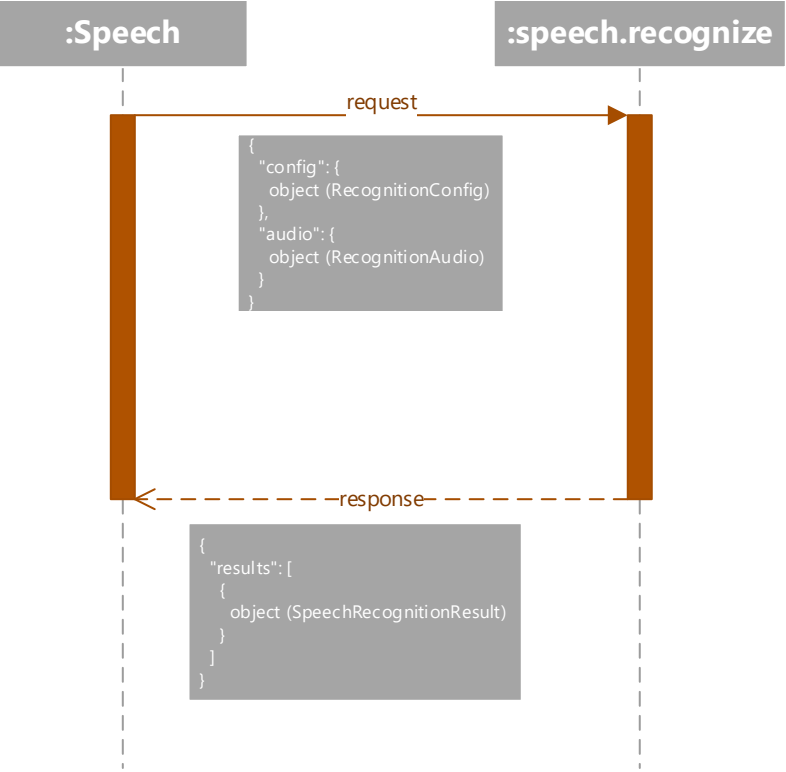 :Speech
:speech.recognize
request
{
"config": {
object (RecognitionConfig)
},
"audio": {
object (RecognitionAudio)
}
}
response
{
"results": [
{
object (SpeechRecognitionResult)
}
]
}